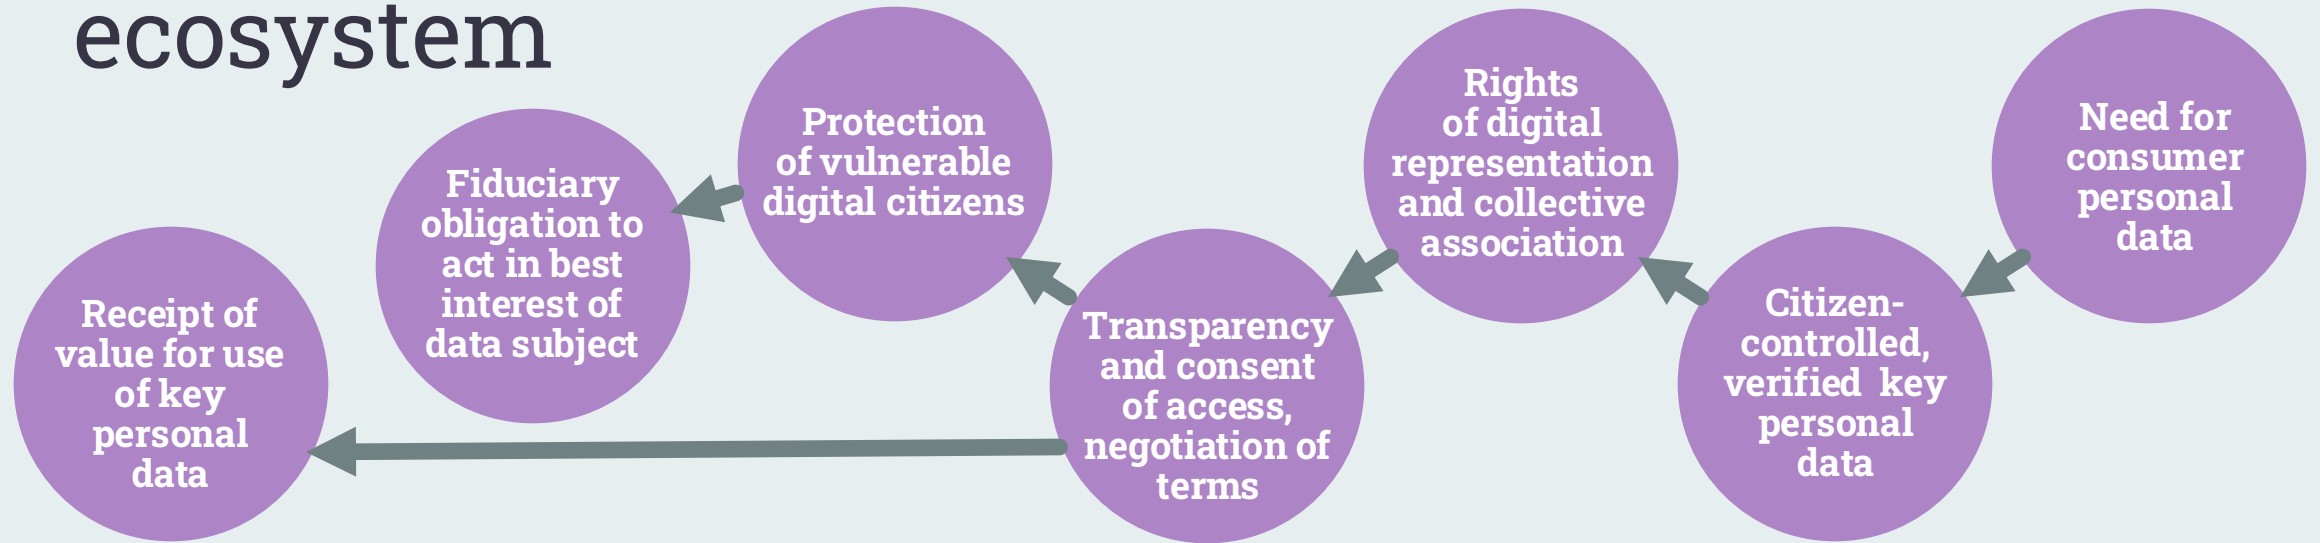 ecosystem
Receipt of
value for use
of key
personal
data
Fiduciary
obligation to
act in best
interest of
data subject
Protection
of vulnerable
digital citizens
Transparency
and consent
of access,
negotiation of
terms
Rights
of digital
representation
and collective
association
Citizen-
controlled,
verified key
personal
data
Need for
consumer
personal
data